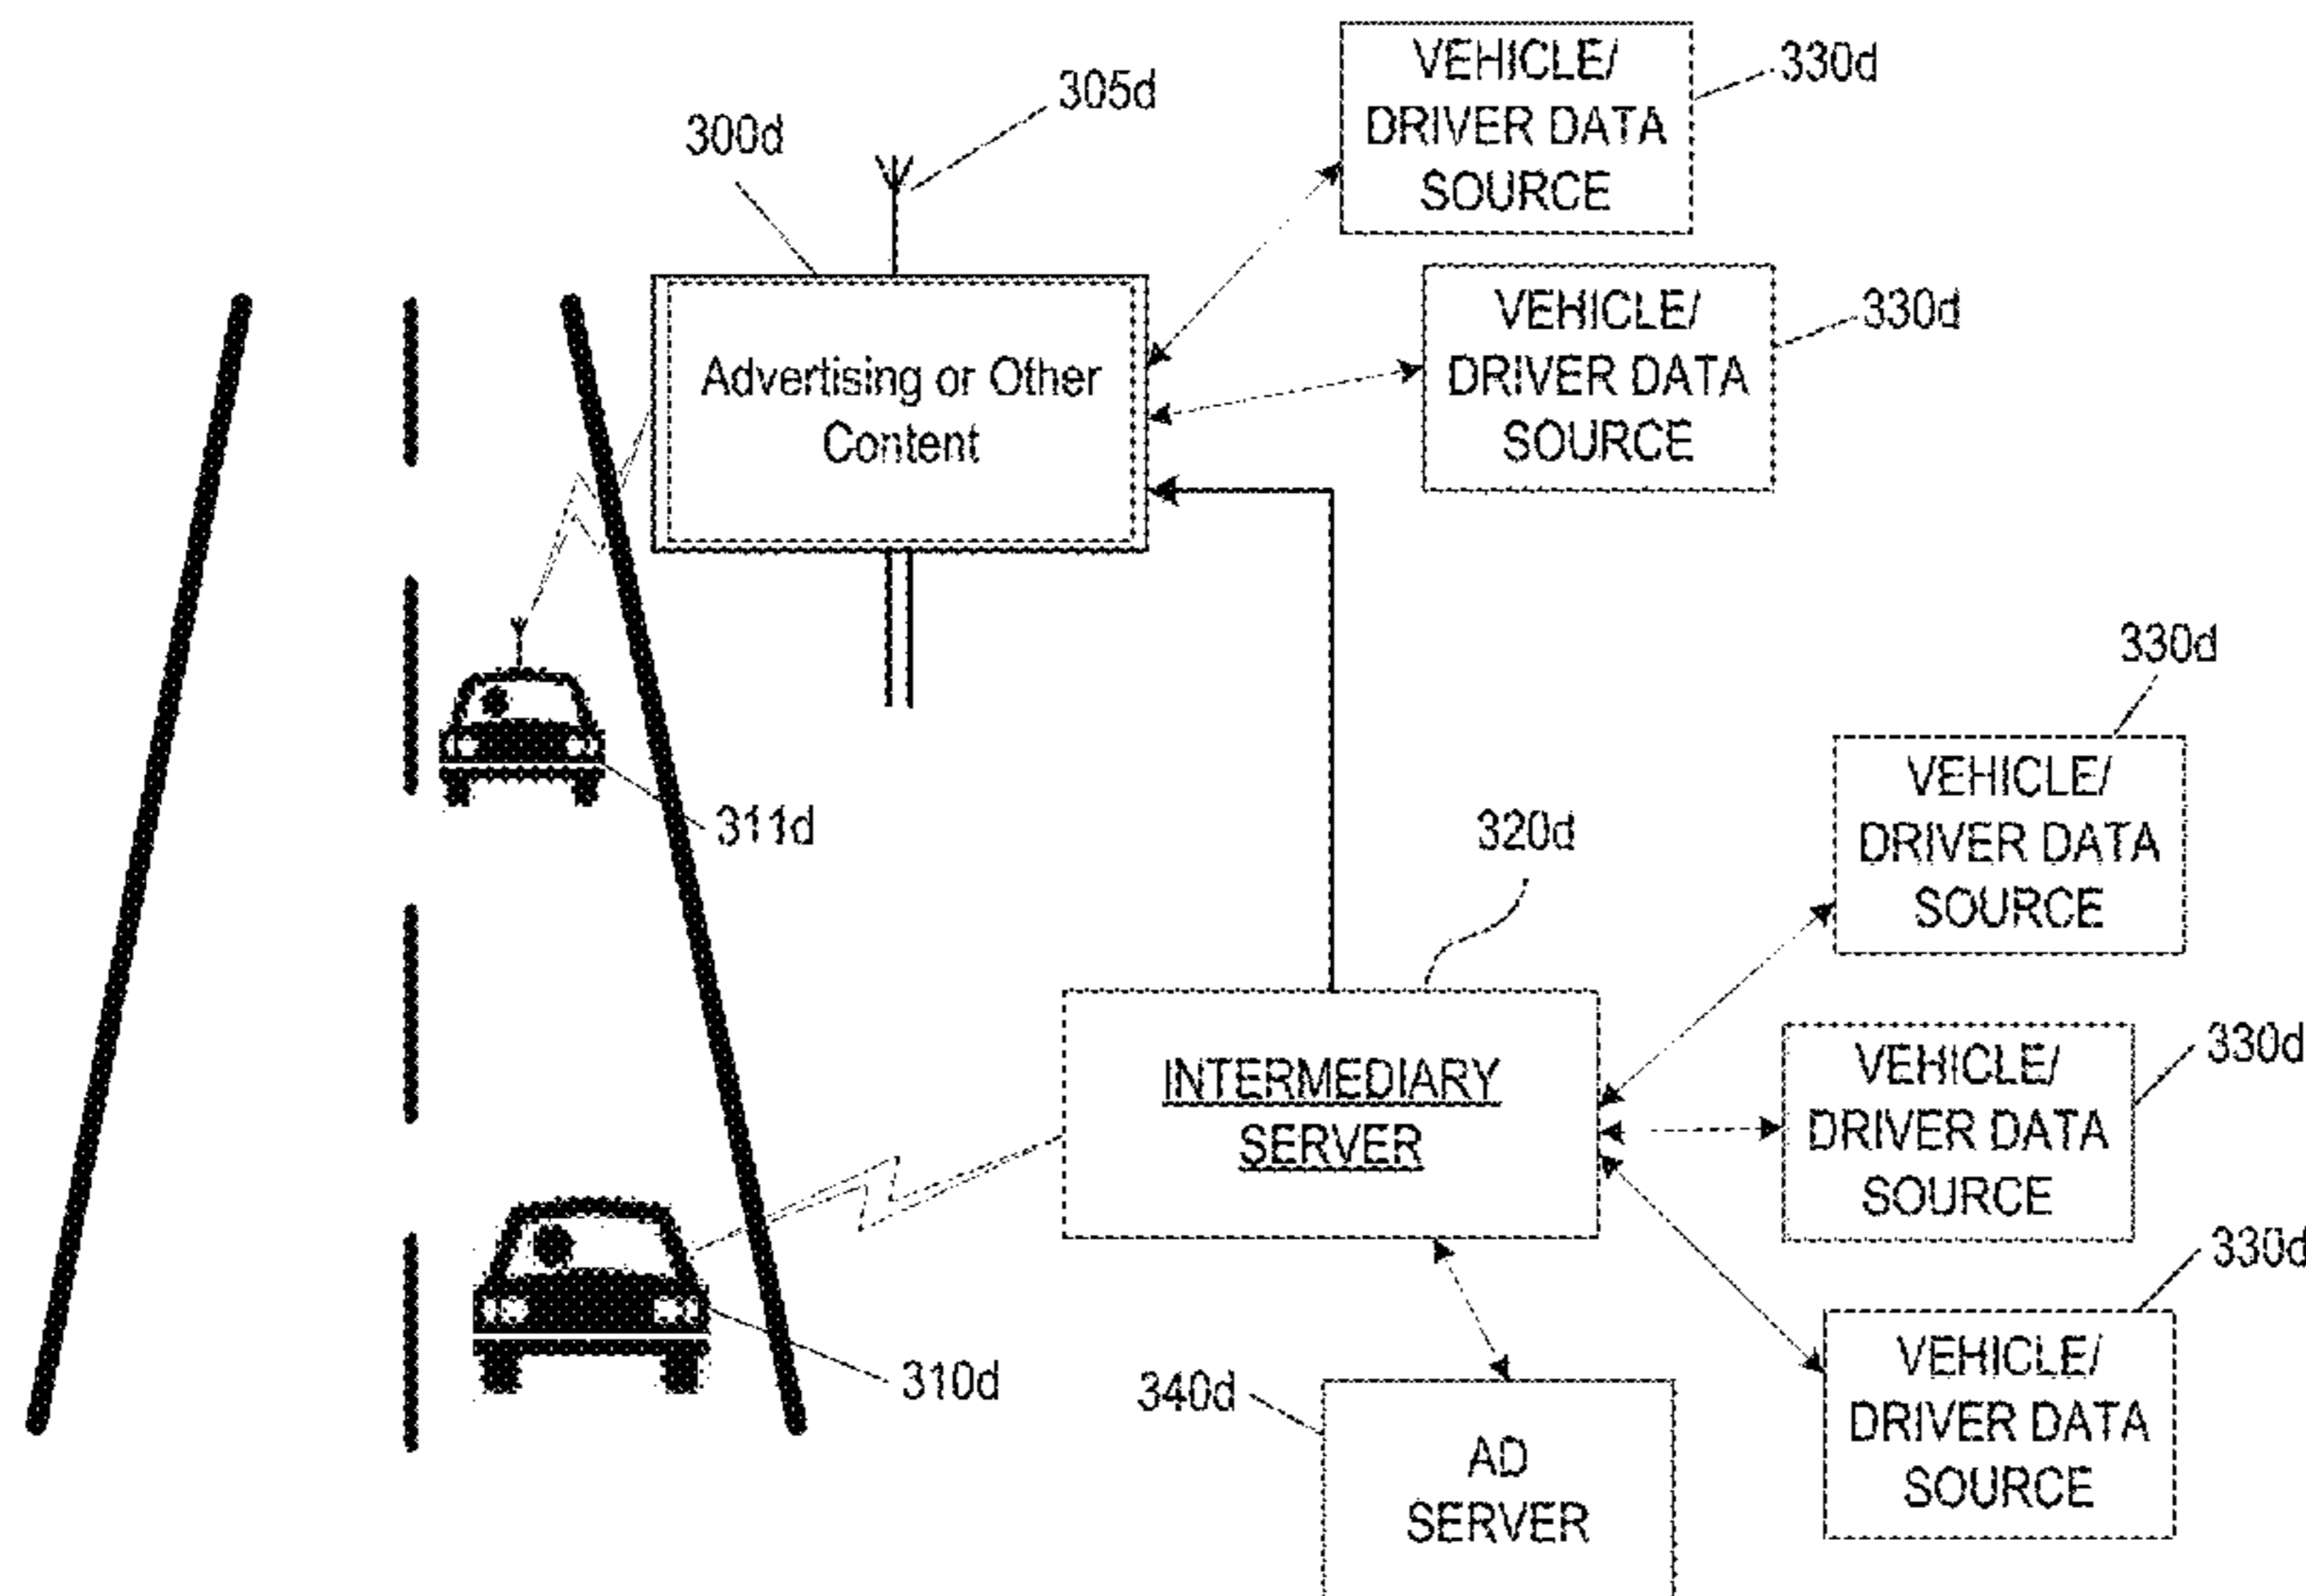 305d
300d
VEHICLE/
DRIVER DATA
SOURCE
330d
VEHICLE/
DRIVER DATA
SOURCE
330d
Advertising or Other
Content
311d
320d
330d
VEHICLE/
DRIVER DATA
SOURCE
INTERMEDIARY
SERVER
VEHICLE/
DRIVER DATA
SOURCE
330d
310d
340d
AD
SERVER
330d
VEHICLE/
DRIVER DATA
SOURCE